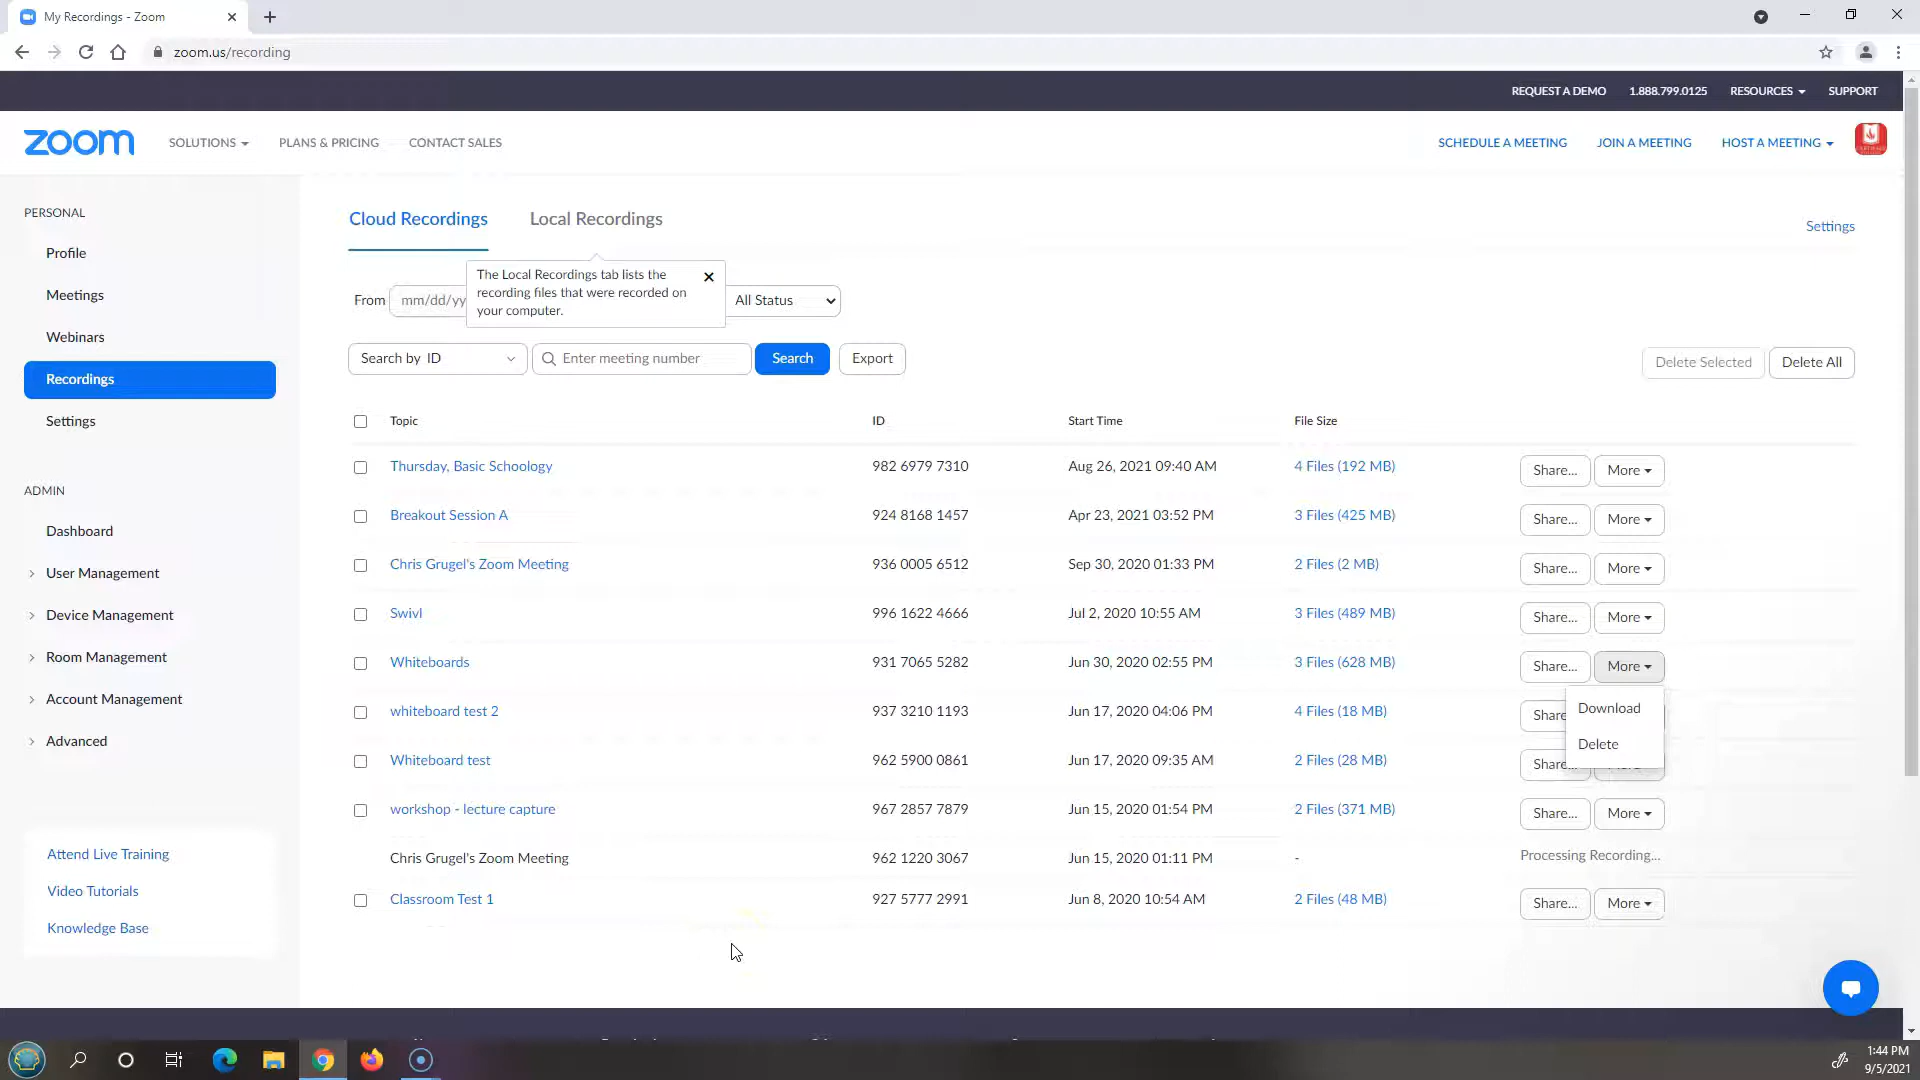 My Recordings - Zoom
zoom.us/recording
REQUEST A DEMO 1.888.799.0125 RESOURCES SUPPORT
zoom SOLUTIONS PLANS & PRICING CONTACT SALES SCHEDULE A MEETING JOIN A MEETING HOST A MEETING
PERSONAL
Profile
Meetings
Webinars
Recordings
Settings
ADMIN
Dashboard
User Management
Device Management
Room Management
Account Management
Advanced
Attend Live Training
Video Tutorials
Knowledge Base
Cloud Recordings Local Recordings
Settings
The Local Recordings tab lists the
recording files that were recorded on
your computer.
From mm/dd/yy All Status
Search by ID Enter meeting number Search Export Delete Selected Delete All
Topic ID Start Time File Size
Thursday, Basic Schoology 982 6979 7310 Aug 26, 2021 09:40 AM 4 Files (192 MB) Share... More
Breakout Session A 924 8168 1457 Apr 23, 2021 03:52 PM 3 Files (425 MB) Share... More
Chris Grugel's Zoom Meeting 936 0005 6512 Sep 30, 2020 01:33 PM 2 Files (2 MB) Share... More
Swivl 996 1622 4666 Jul 2, 2020 10:55 AM 3 Files (489 MB) Share... More
Whiteboards 931 7065 5282 Jun 30, 2020 02:55 PM 3 Files (628 MB) Share... More
whiteboard test 2 937 3210 1193 Jun 17, 2020 04:06 PM 4 Files (18 MB) Share Download
Delete
Whiteboard test 962 5900 0861 Jun 17, 2020 09:35 AM 2 Files (28 MB) Share...
workshop - lecture capture 967 2857 7879 Jun 15, 2020 01:54 PM 2 Files (371 MB) Share... More
Chris Grugel's Zoom Meeting 962 1220 3067 Jun 15, 2020 01:11 PM - Processing Recording...
Classroom Test 1 927 5777 2991 Jun 8, 2020 10:54 AM 2 Files (48 MB) Share... More
1:44 PM
9/5/2021